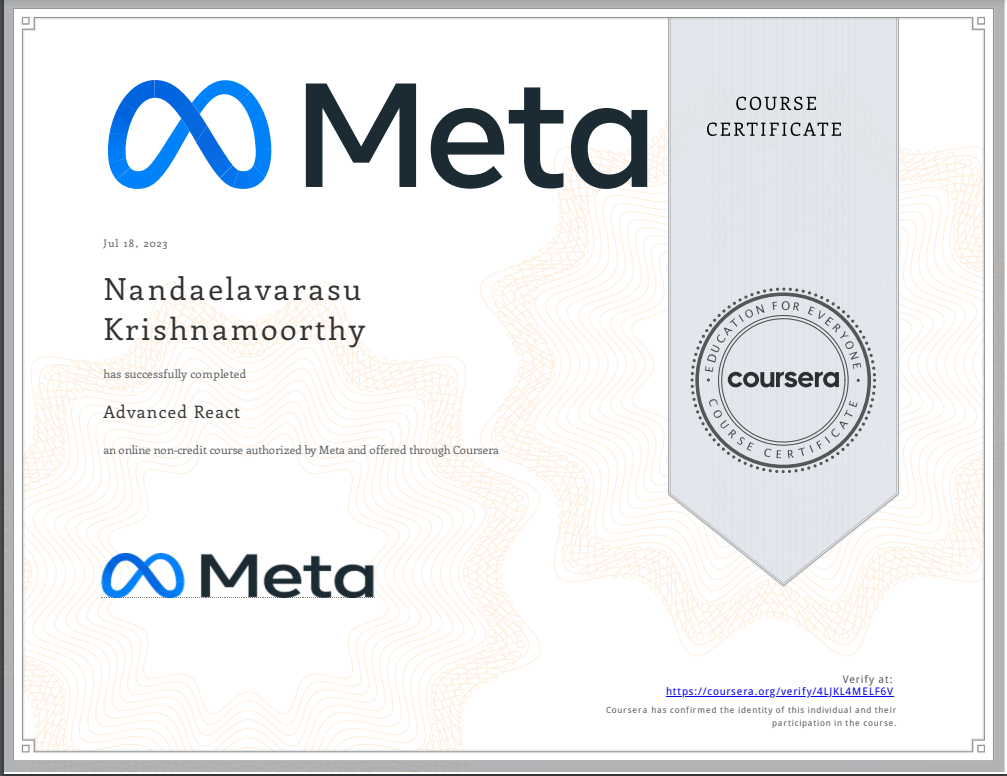 Meta
COURSE
CERTIFICATE
Jul 18, 2023
Nandaelavarasu
Krishnamoorthy
has successfully completed
Advanced React
an online non-credit course authorized by Meta and offered through Coursera
EDUCATION FOR EVERYONE
coursera
COURSE CERTIFICATE
Meta
Verify at:
https://coursera.org/verify/4LJKL4MELF6V
Coursera has confirmed the identity of this individual and their
participation in the course.